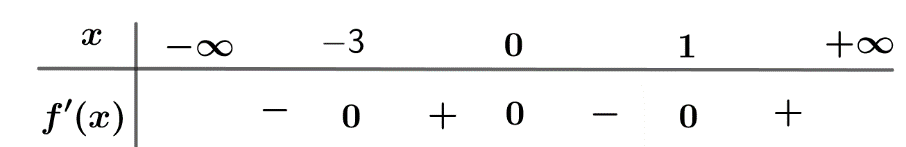 x −∞ −3 0 1 +∞
f′(x) − 0 + 0 − 0 +